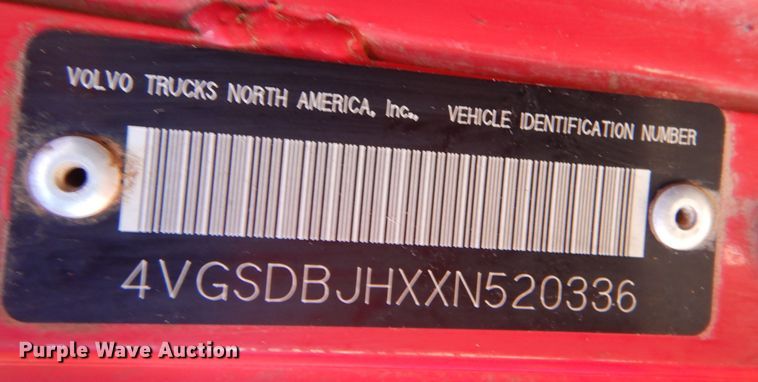 VOLVO TRUCKS NORTH AMERICA, Inc., VEHICLE IDENTIFICATION NUMBER
4VGSDBJHXXN520336
Purple Wave Auction